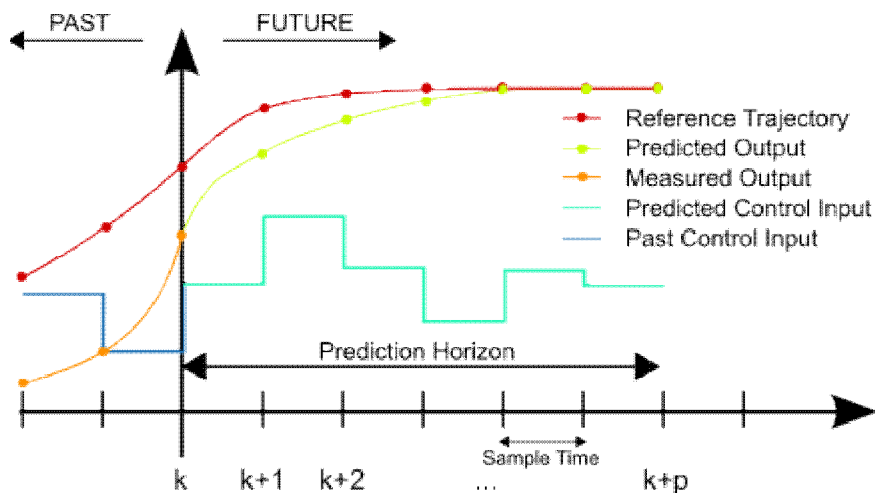 PAST
FUTURE
Reference Trajectory
Predicted Output
Measured Output
Predicted Control Input
Past Control Input
Prediction Horizon
Sample Time
k
k+1
k+2
...
k+p